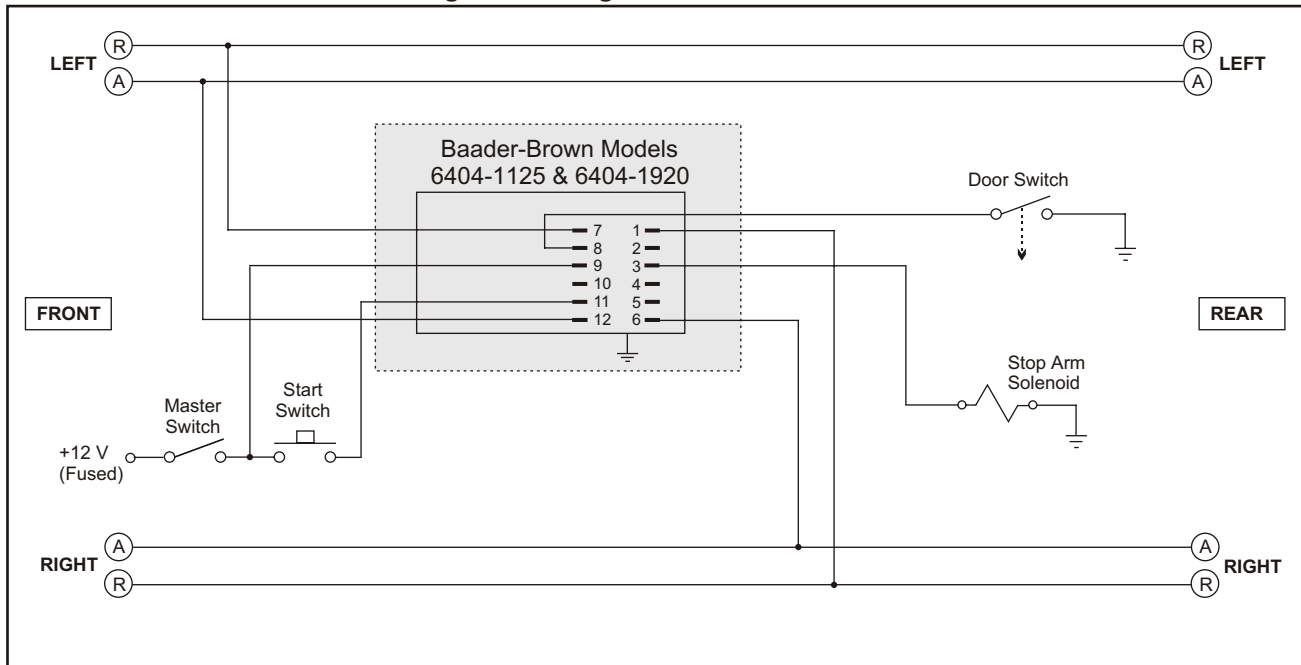 R
LEFT
A
R
LEFT
A
Baader-Brown Models
6404-1125 & 6404-1920
Door Switch
7 1
8 2
9 3
10 4
11 5
12 6
FRONT
REAR
Stop Arm
Solenoid
Start
Switch
Master
Switch
+12 V
(Fused)
A
RIGHT
R
A
RIGHT
R